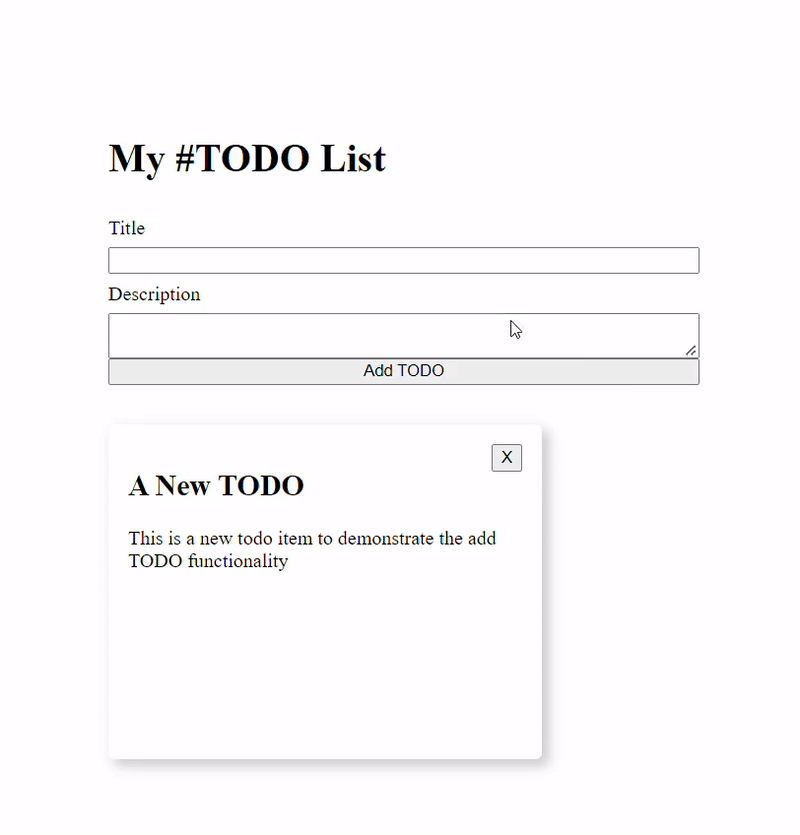 My #TODO List
Title
Description
Add TODO
X
A New TODO
This is a new todo item to demonstrate the add
TODO functionality